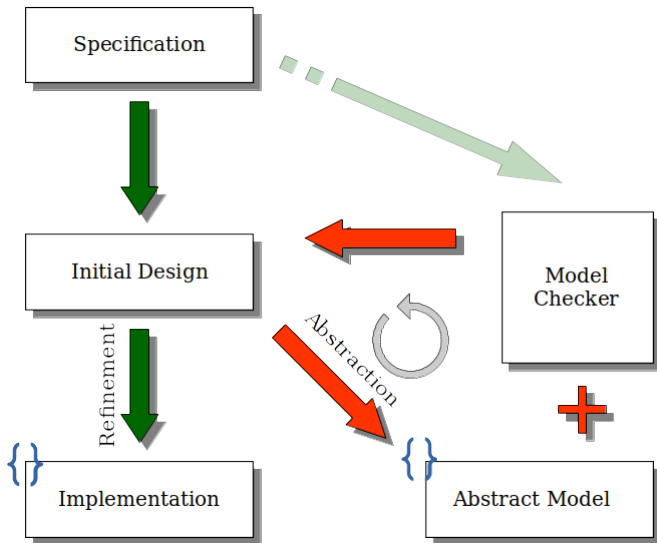 Specification
Initial Design
Model
Checker
Abstraction
Refinement
{ }
Implementation
{ }
Abstract Model